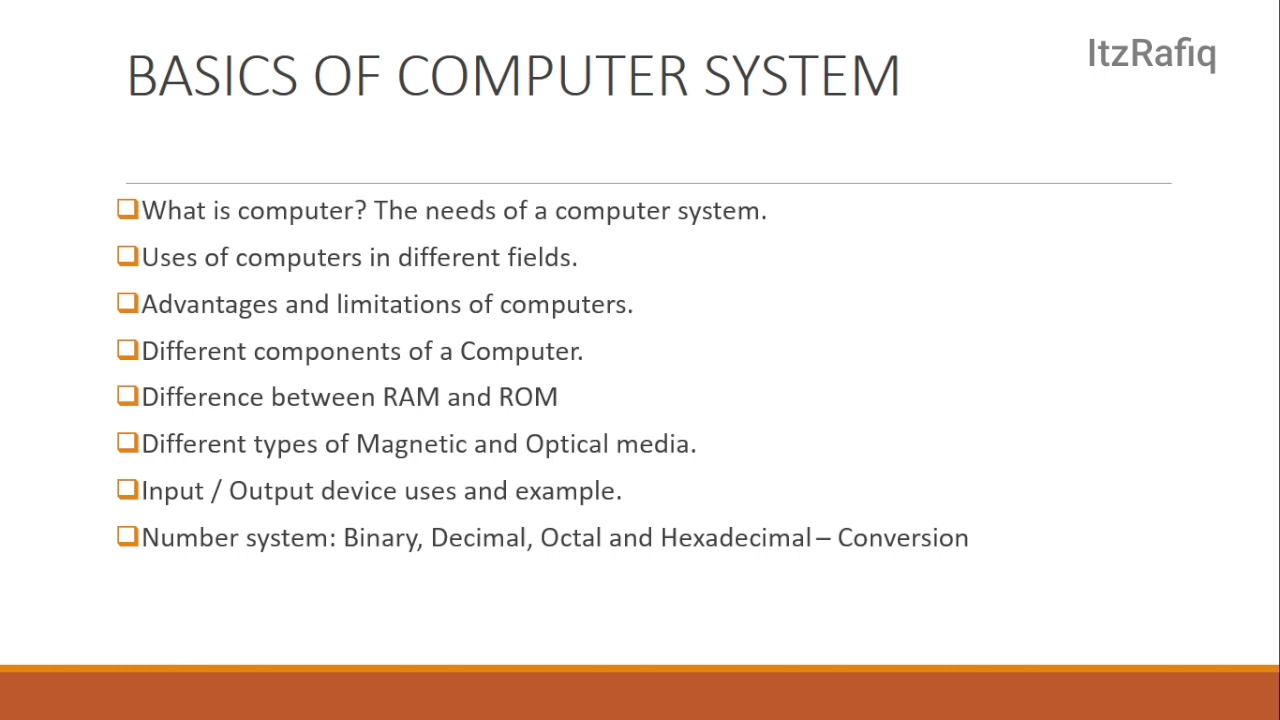 BASICS OF COMPUTER SYSTEM
ItzRafiq
What is computer? The needs of a computer system.
Uses of computers in different fields.
Advantages and limitations of computers.
Different components of a Computer.
Difference between RAM and ROM
Different types of Magnetic and Optical media.
Input / Output device uses and example.
Number system: Binary, Decimal, Octal and Hexadecimal – Conversion